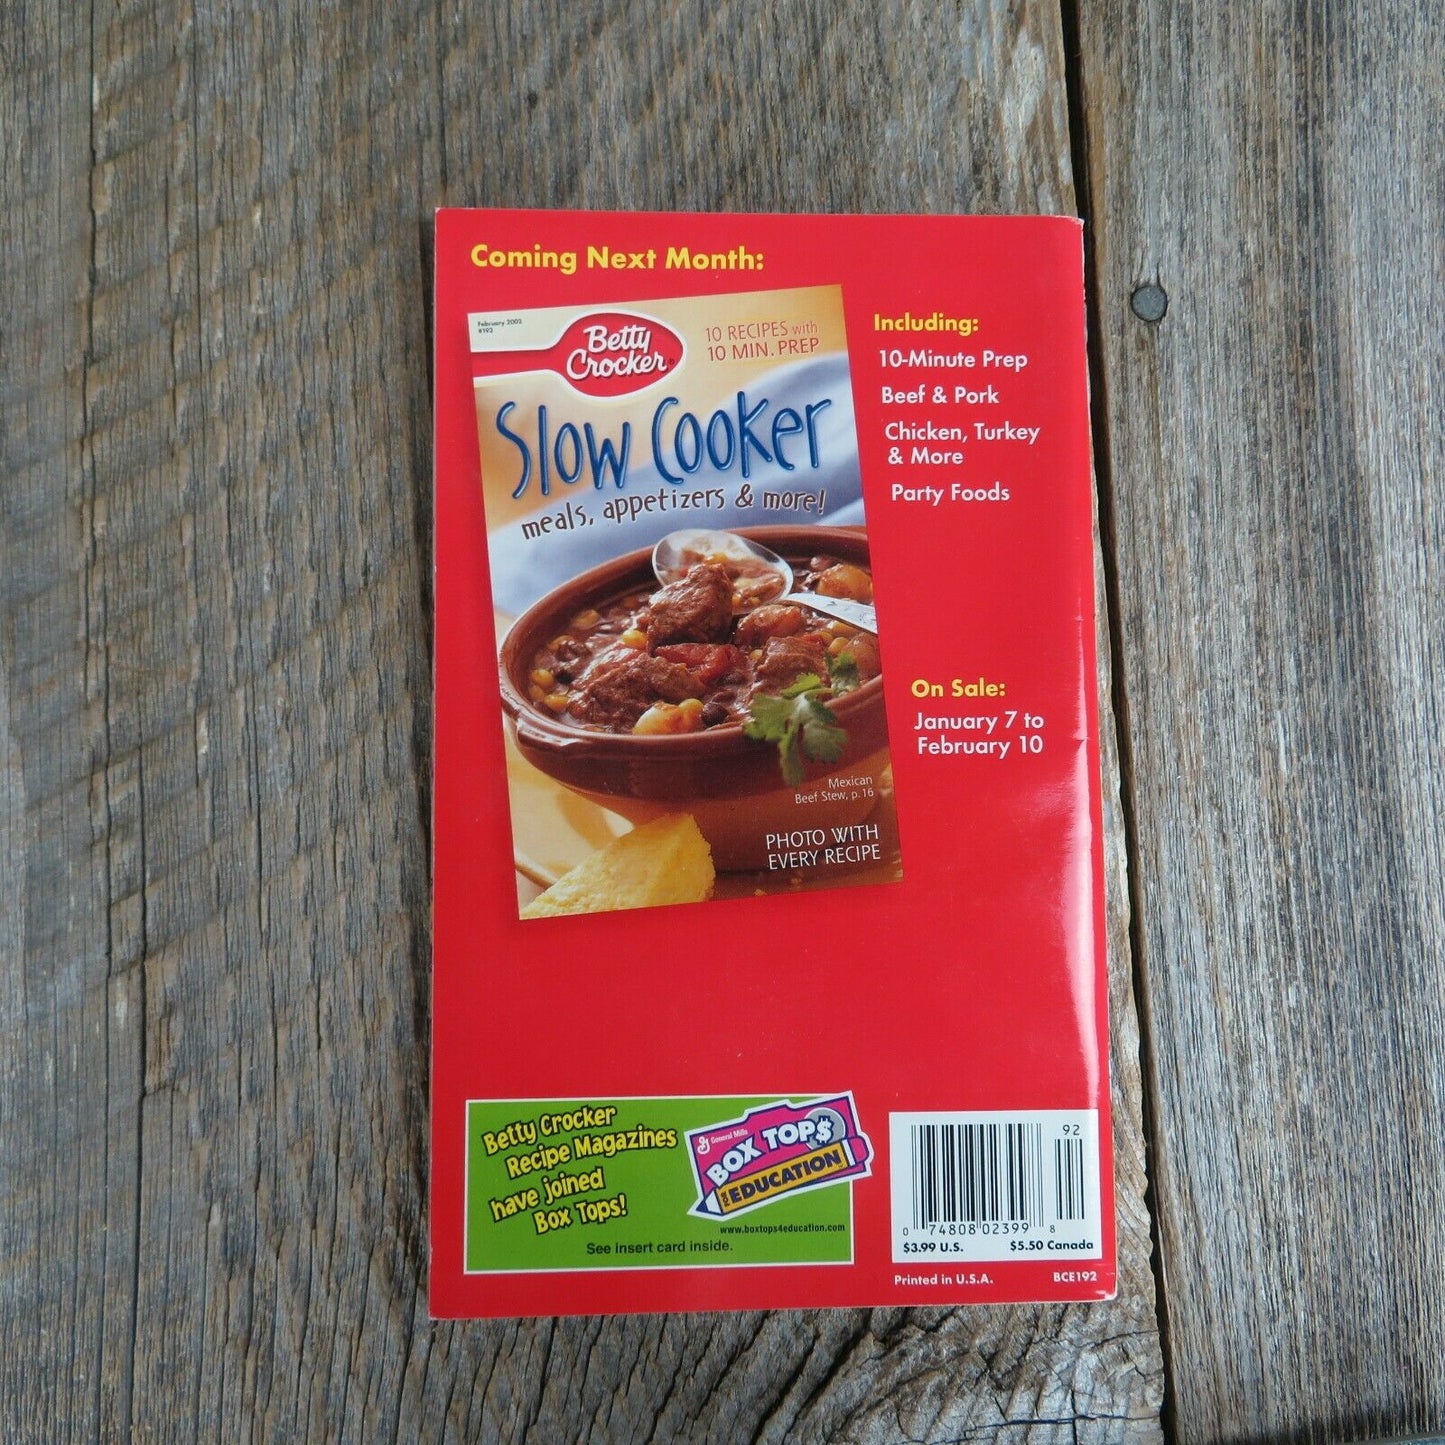 Coming Next Month:
February 2002
#192
Betty
Crocker®
10 RECIPES with
10 MIN. PREP
Slow Cooker
meals, appetizers & more!
Mexican
Beef Stew, p. 16
PHOTO WITH
EVERY RECIPE
Including:
10-Minute Prep
Beef & Pork
Chicken, Turkey
& More
Party Foods
On Sale:
January 7 to
February 10
Betty Crocker
Recipe Magazines
have joined
Box Tops!
G General Mills
BOX TOP$
FOR EDUCATION
www.boxtops4education.com
See insert card inside.
92
0 74808 02399 8
$3.99 U.S. $5.50 Canada
Printed in U.S.A. BCE192